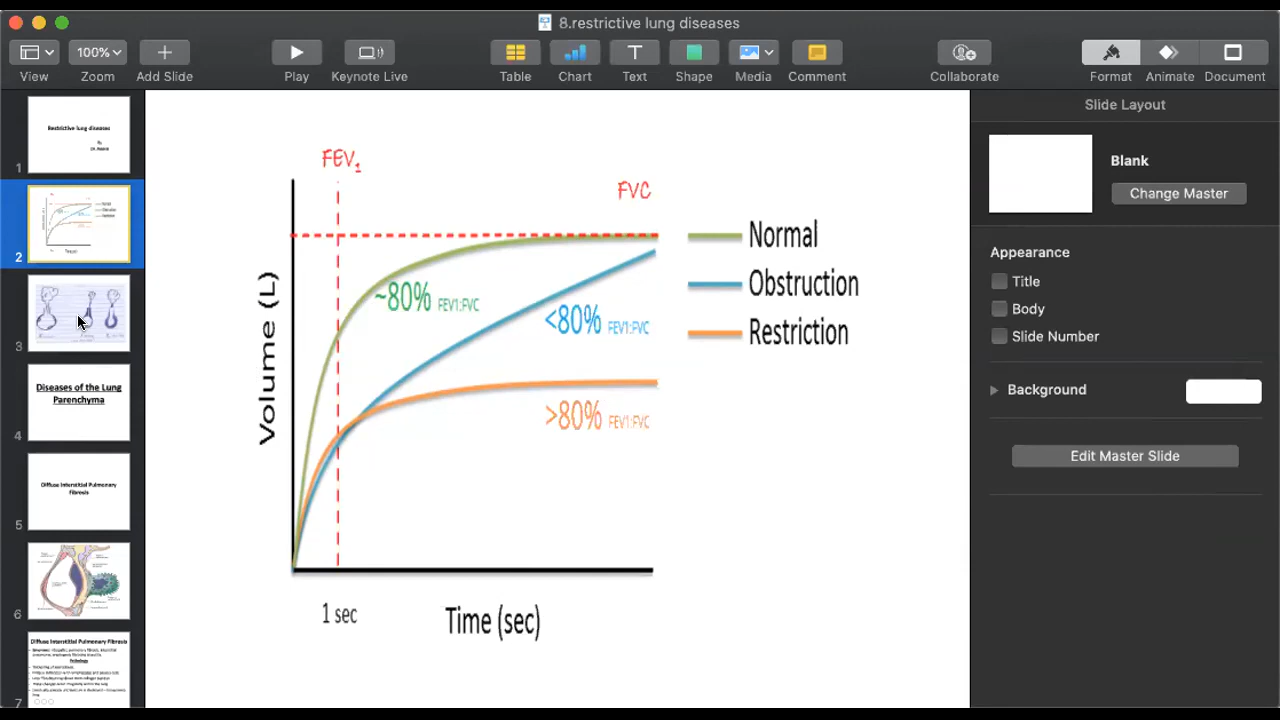 8.restrictive lung diseases
100%
View
Zoom
Add Slide
Play
Keynote Live
Table
Chart
Text
Shape
Media
Comment
Collaborate
Format
Animate
Document
Restrictive lung diseases
By
1
2
3
Diseases of the Lung
Parenchyma
4
Diffuse Interstitial Pulmonary
Fibrosis
5
6
Diffuse Interstitial Pulmonary Fibrosis
Pathology
7
FEV1
FVC
Volume (L)
~80% FEV1:FVC
<80% FEV1:FVC
>80% FEV1:FVC
Normal
Obstruction
Restriction
1 sec
Time (sec)
Slide Layout
Blank
Change Master
Appearance
Title
Body
Slide Number
Background
Edit Master Slide